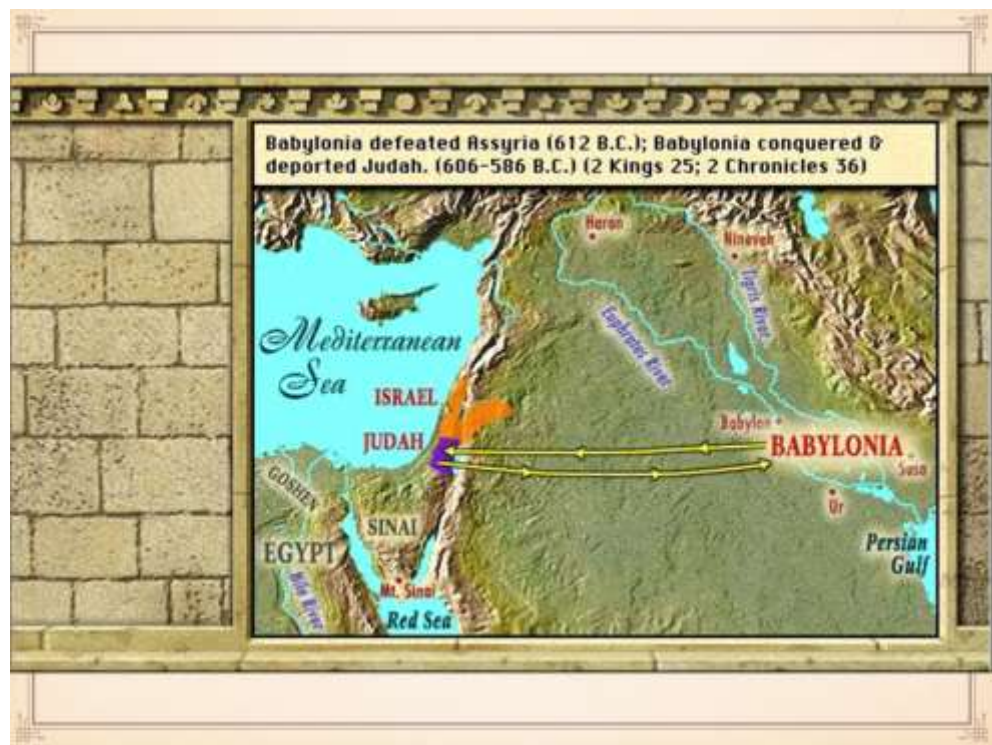 Babylonia defeated Assyria (612 B.C.); Babylonia conquered &
deported Judah. (606-586 B.C.) (2 Kings 25; 2 Chronicles 36)
Haran
Nineveh
Tigris River
Euphrates River
Mediterranean
Sea
ISRAEL
JUDAH
Babylon
BABYLONIA
Susa
Ur
GOSHEN
SINAI
EGYPT
Persian
Gulf
Nile River
Mt. Sinai
Red Sea